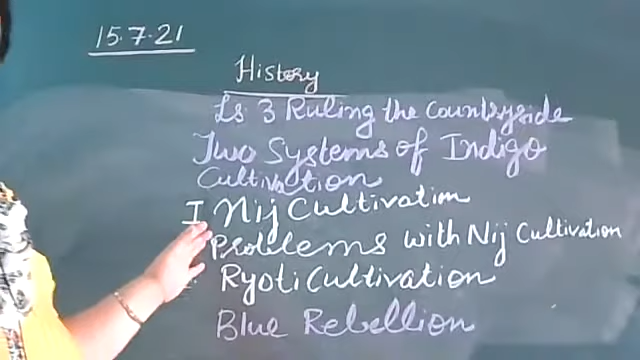 15.7.21
History
Ls. 3 Ruling the Countryside
Two Systems of Indigo
Cultivation
I Nij Cultivation
Problems with Nij Cultivation
Ryoti Cultivation
Blue Rebellion